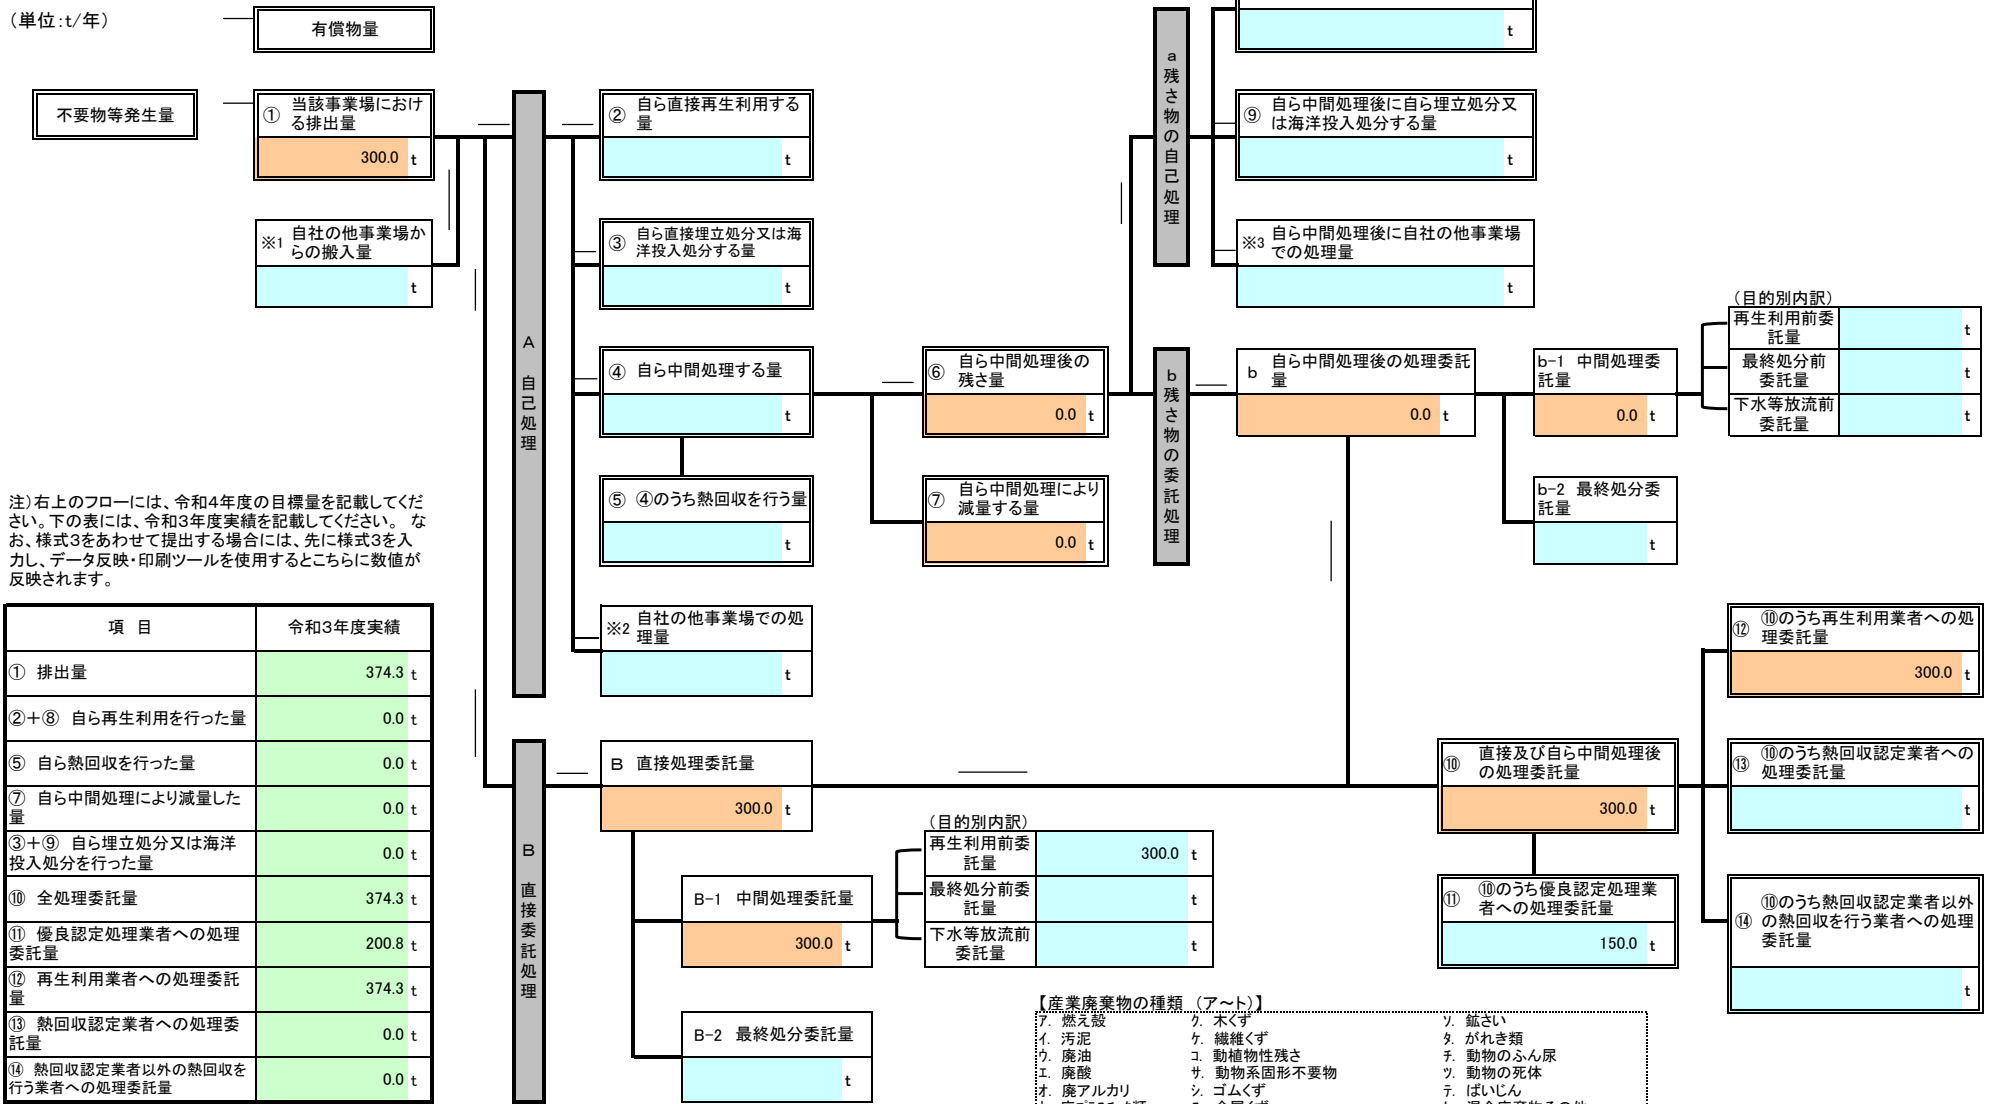 （単位：t/年）
有償物量
t
不要物等発生量
① 当該事業場におけ
る排出量
300.0 t
② 自ら直接再生利用する
量
t
a 残さ物の自己処理
⑨ 自ら中間処理後に自ら埋立処分又
は海洋投入処分する量
t
※1 自社の他事業場か
らの搬入量
t
③ 自ら直接埋立処分又は海
洋投入処分する量
t
※3 自ら中間処理後に自社の他事業場
での処理量
t
A 自己処理
④ 自ら中間処理する量
t
⑥ 自ら中間処理後の
残さ量
0.0 t
b 残さ物の委託処理
b 自ら中間処理後の処理委託
量
0.0 t
b-1 中間処理委
託量
0.0 t
（目的別内訳）
再生利用前委
託量
t
最終処分前
委託量
t
下水等放流前
委託量
t
⑤ ④のうち熱回収を行う量
t
⑦ 自ら中間処理により
減量する量
0.0 t
b-2 最終処分委
託量
t
注）右上のフローには、令和４年度の目標量を記載してくだ
さい。下の表には、令和３年度実績を記載してください。 な
お、様式３をあわせて提出する場合には、先に様式３を入
力し、データ反映・印刷ツールを使用するとこちらに数値が
反映されます。
項 目 令和３年度実績
① 排出量 374.3 t
②＋⑧ 自ら再生利用を行った量 0.0 t
⑤ 自ら熱回収を行った量 0.0 t
⑦ 自ら中間処理により減量した
量 0.0 t
③＋⑨ 自ら埋立処分又は海洋
投入処分を行った量 0.0 t
⑩ 全処理委託量 374.3 t
⑪ 優良認定処理業者への処理
委託量 200.8 t
⑫ 再生利用業者への処理委託
量 374.3 t
⑬ 熱回収認定業者への処理委
託量 0.0 t
⑭ 熱回収認定業者以外の熱回収を
行う業者への処理委託量 0.0 t
※2 自社の他事業場での処
理量
t
B 直接委託処理
B 直接処理委託量
300.0 t
B-1 中間処理委託量
300.0 t
（目的別内訳）
再生利用前委
託量
300.0 t
最終処分前委
託量
t
下水等放流前
委託量
t
B-2 最終処分委託量
t
⑩ 直接及び自ら中間処理後
の処理委託量
300.0 t
⑪ ⑩のうち優良認定処理業
者への処理委託量
150.0 t
⑫ ⑩のうち再生利用業者への処
理委託量
300.0 t
⑬ ⑩のうち熱回収認定業者への
処理委託量
t
⑭ ⑩のうち熱回収認定業者以外
の熱回収を行う業者への処理
委託量
t
【産業廃棄物の種類 （ア～ト）】
ｱ. 燃え殻 ｸ. 木くず ｿ. 鉱さい
ｲ. 汚泥 ｹ. 繊維くず ﾀ. がれき類
ｳ. 廃油 ｺ. 動植物性残さ ﾁ. 動物のふん尿
ｴ. 廃酸 ｻ. 動物系固形不要物 ﾂ. 動物の死体
ｵ. 廃アルカリ ｼ. ゴムくず ﾃ. ばいじん